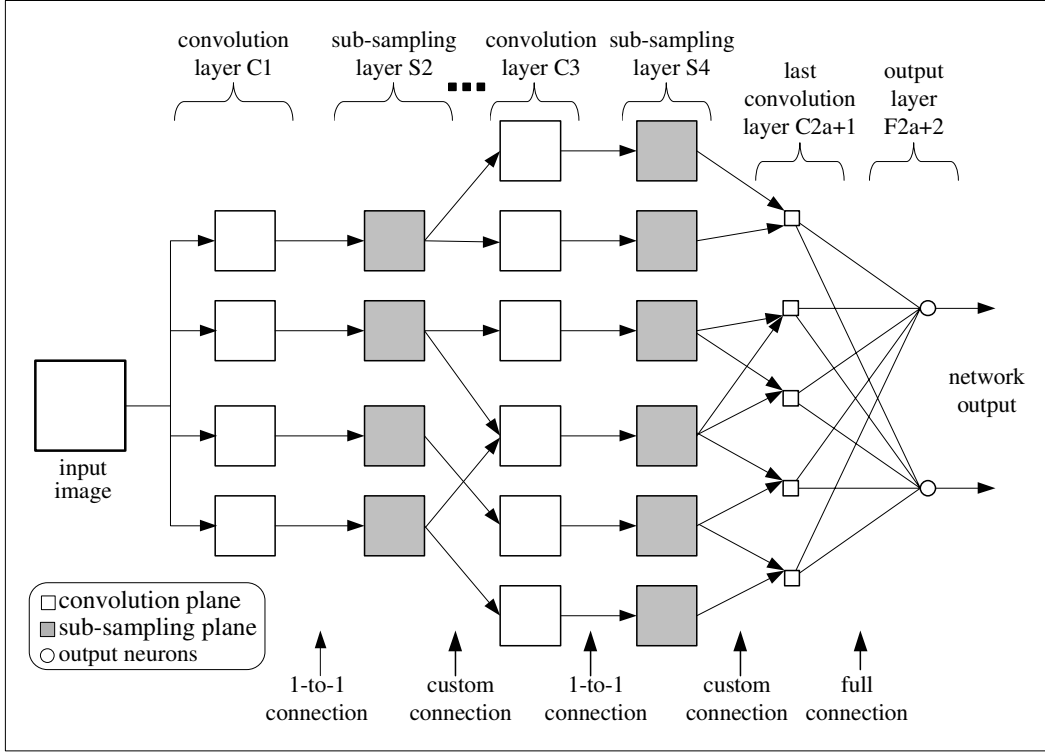 convolution
layer C1
sub-sampling
layer S2
convolution
layer C3
sub-sampling
layer S4
last
convolution
layer C2a+1
output
layer
F2a+2
input
image
network
output
convolution plane
sub-sampling plane
output neurons
1-to-1
connection
custom
connection
1-to-1
connection
custom
connection
full
connection